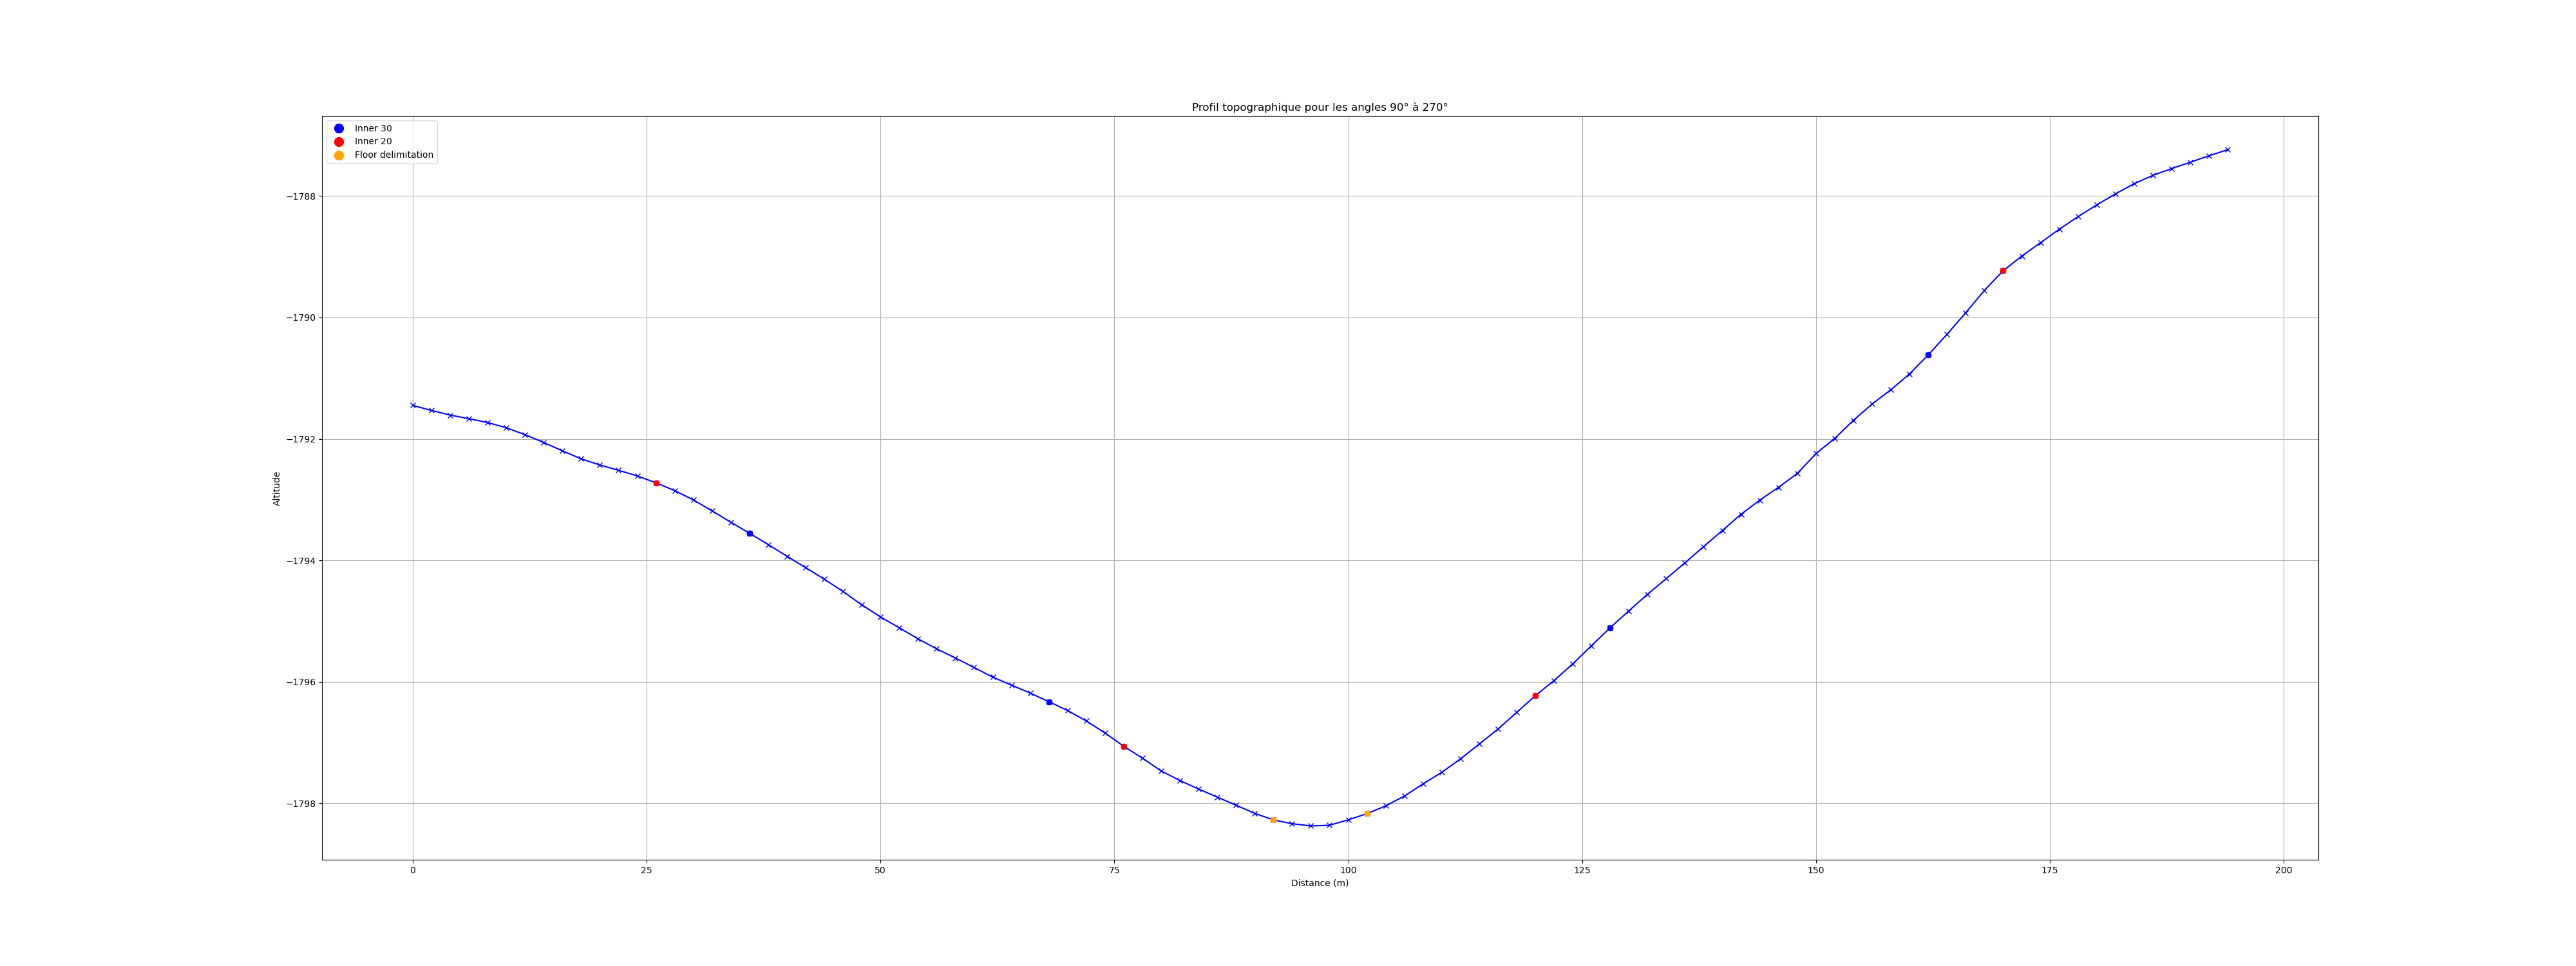 Profil topographique pour les angles 90° à 270°
Inner 30
Inner 20
Floor delimitation
−1788
−1790
−1792
−1794
−1796
−1798
Altitude
0 25 50 75 100 125 150 175 200
Distance (m)